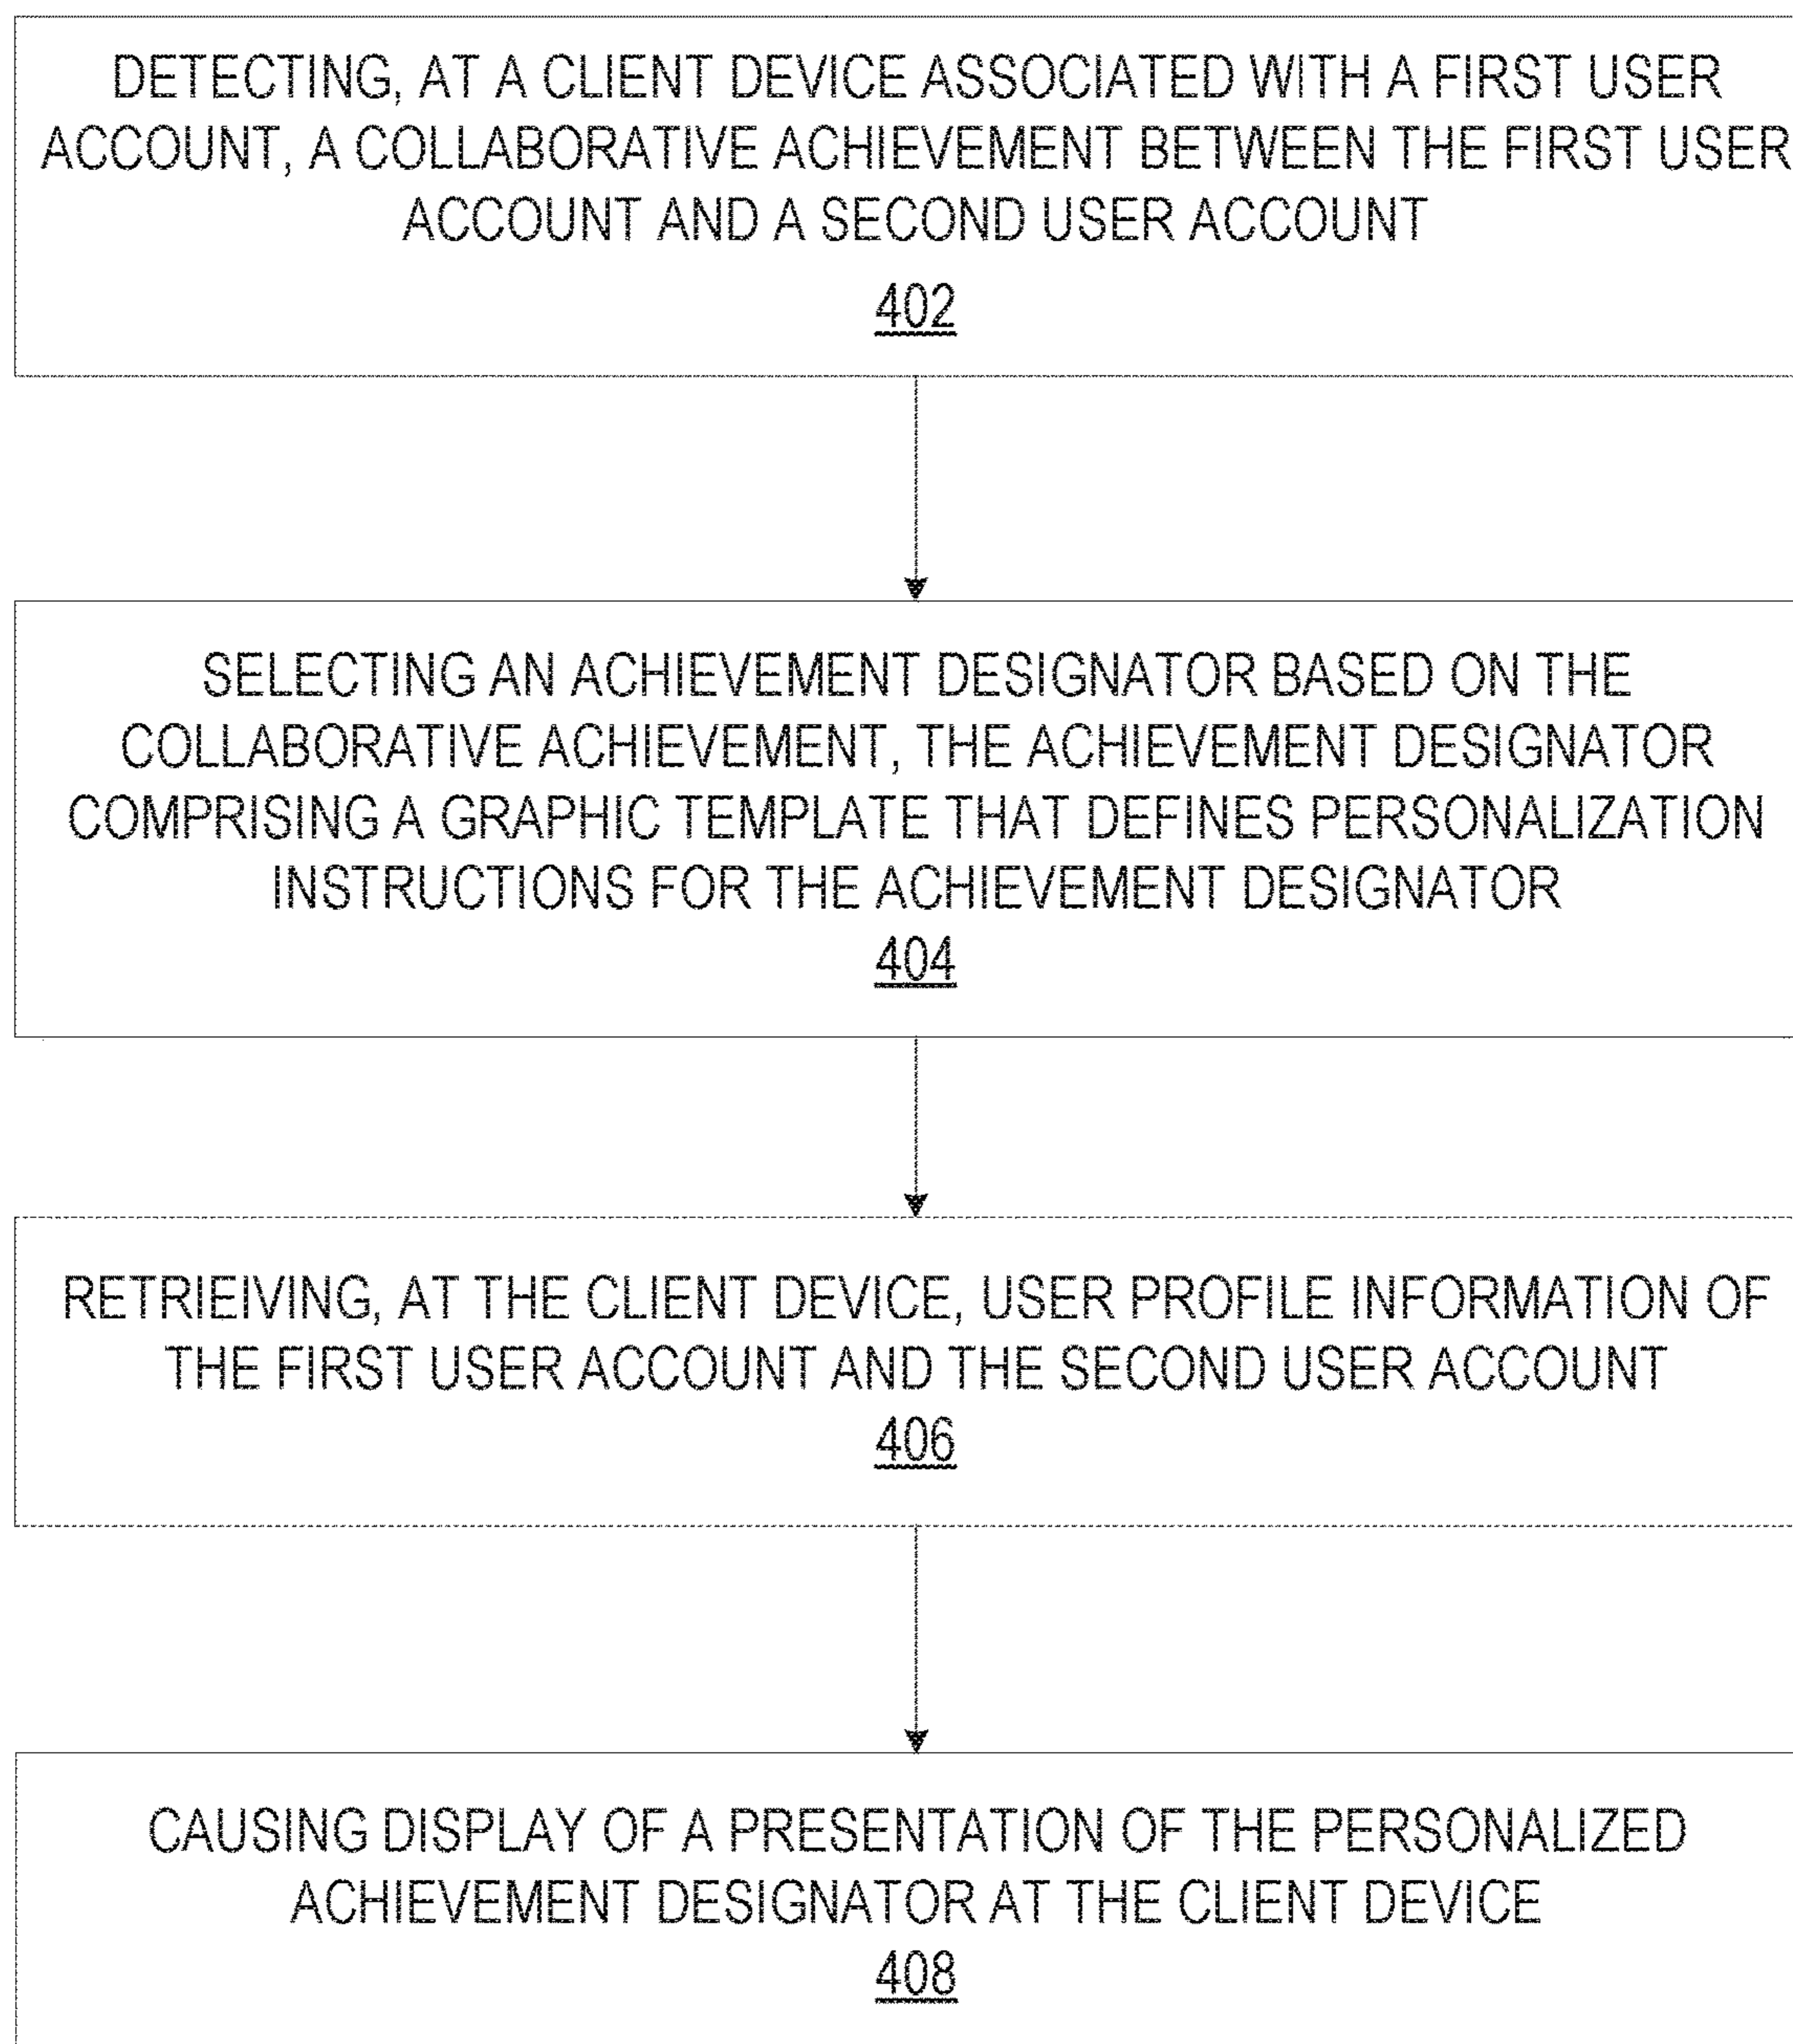 DETECTING, AT A CLIENT DEVICE ASSOCIATED WITH A FIRST USER
ACCOUNT, A COLLABORATIVE ACHIEVEMENT BETWEEN THE FIRST USER
ACCOUNT AND A SECOND USER ACCOUNT
402
SELECTING AN ACHIEVEMENT DESIGNATOR BASED ON THE
COLLABORATIVE ACHIEVEMENT, THE ACHIEVEMENT DESIGNATOR
COMPRISING A GRAPHIC TEMPLATE THAT DEFINES PERSONALIZATION
INSTRUCTIONS FOR THE ACHIEVEMENT DESIGNATOR
404
RETRIEIVING, AT THE CLIENT DEVICE, USER PROFILE INFORMATION OF
THE FIRST USER ACCOUNT AND THE SECOND USER ACCOUNT
406
CAUSING DISPLAY OF A PRESENTATION OF THE PERSONALIZED
ACHIEVEMENT DESIGNATOR AT THE CLIENT DEVICE
408